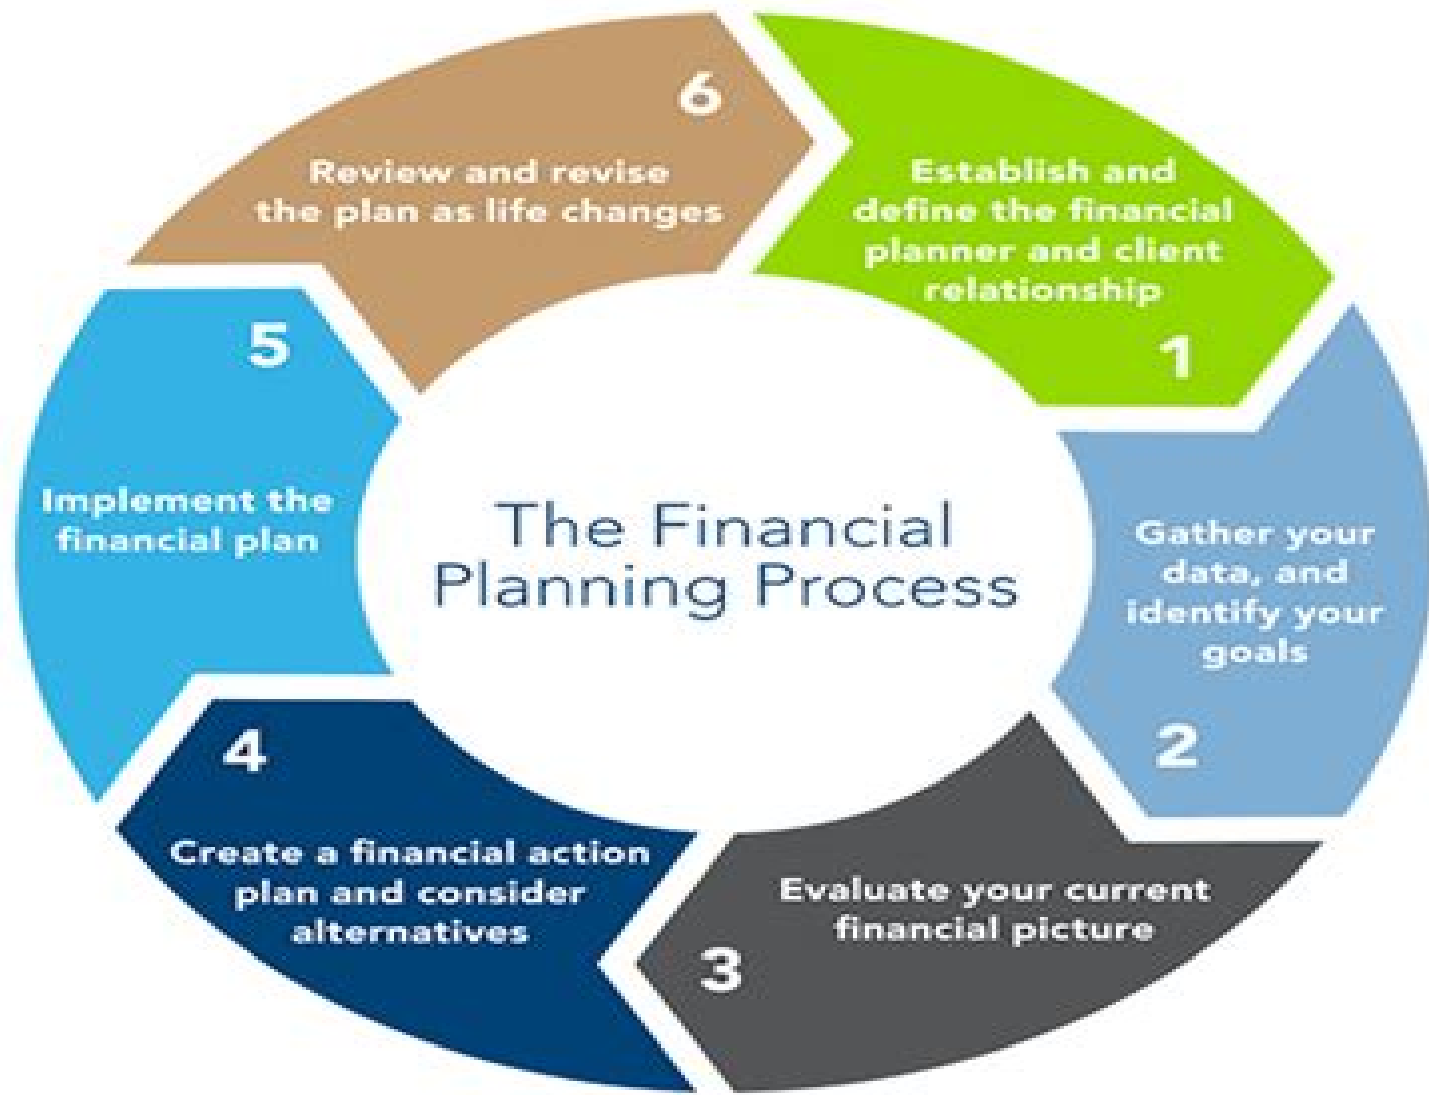 The Financial
Planning Process
Establish and
define the financial
planner and client
relationship
1
Gather your
data, and
identify your
goals
2
Evaluate your current
financial picture
3
4
Create a financial action
plan and consider
alternatives
5
Implement the
financial plan
6
Review and revise
the plan as life changes